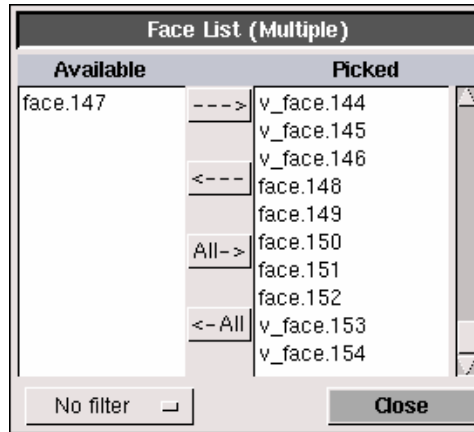 Face List (Multiple)
Available
Picked
face.147
--->
<---
All->
<-All
v_face.144
v_face.145
v_face.146
face.148
face.149
face.150
face.151
face.152
v_face.153
v_face.154
No filter
Close